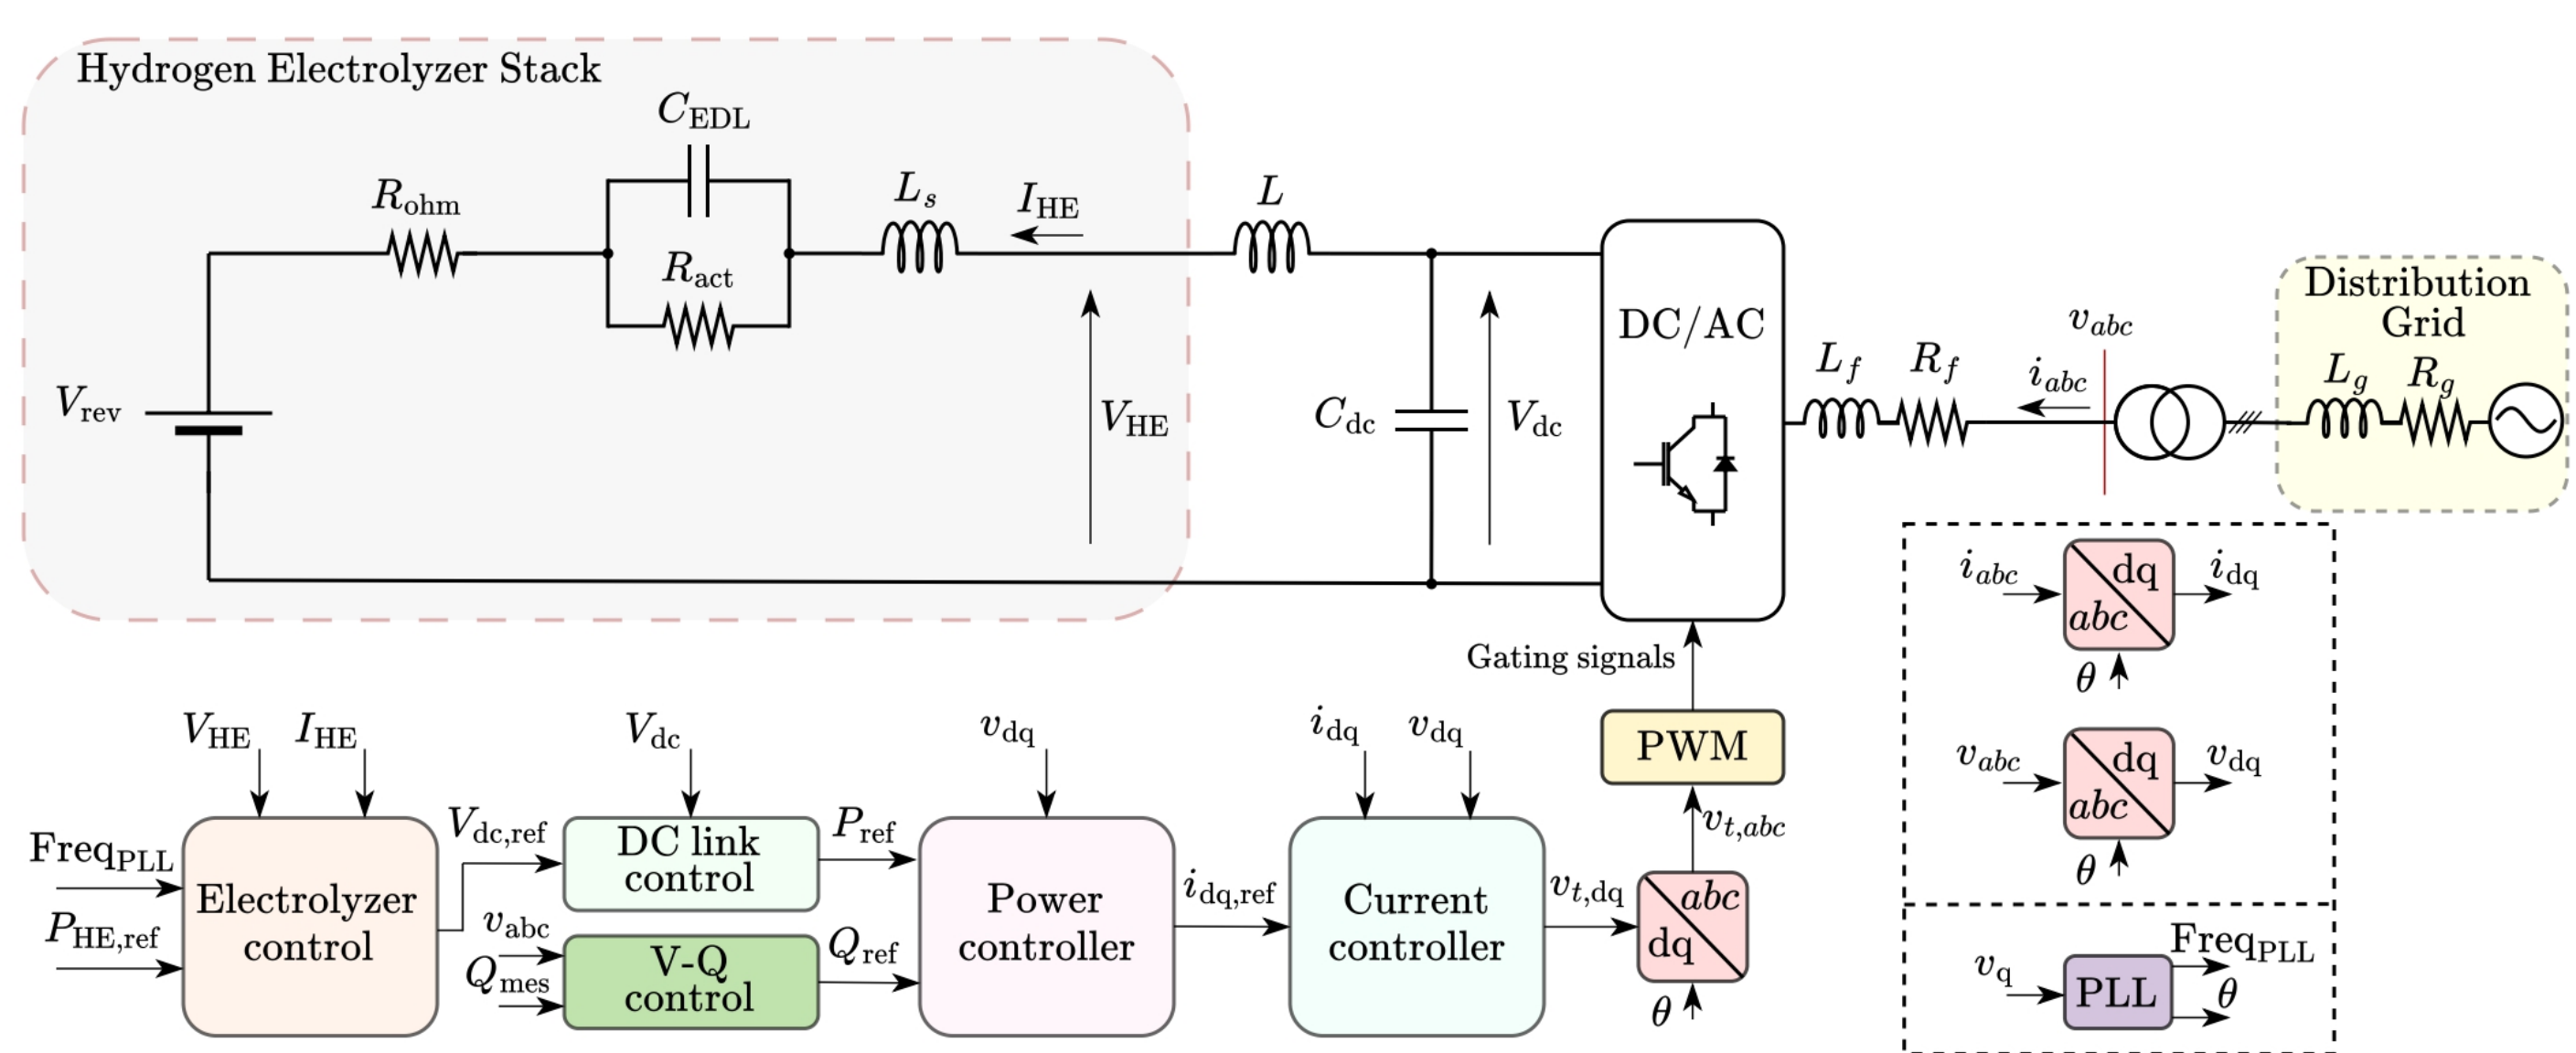 Hydrogen Electrolyzer Stack
C_EDL
R_ohm
R_act
L_s
I_HE
L
V_rev
V_HE
C_dc
V_dc
DC/AC
L_f
R_f
i_abc
v_abc
Distribution
Grid
L_g
R_g
Gating signals
PWM
v_t,abc
abc
dq
θ
V_HE
I_HE
Freq_PLL
P_HE,ref
Electrolyzer
control
V_dc,ref
V_dc
DC link
control
P_ref
v_abc
Q_mes
V-Q
control
Q_ref
v_dq
Power
controller
i_dq,ref
i_dq
v_dq
Current
controller
v_t,dq
i_abc
dq
abc
i_dq
θ
v_abc
dq
abc
v_dq
θ
v_q
PLL
Freq_PLL
θ